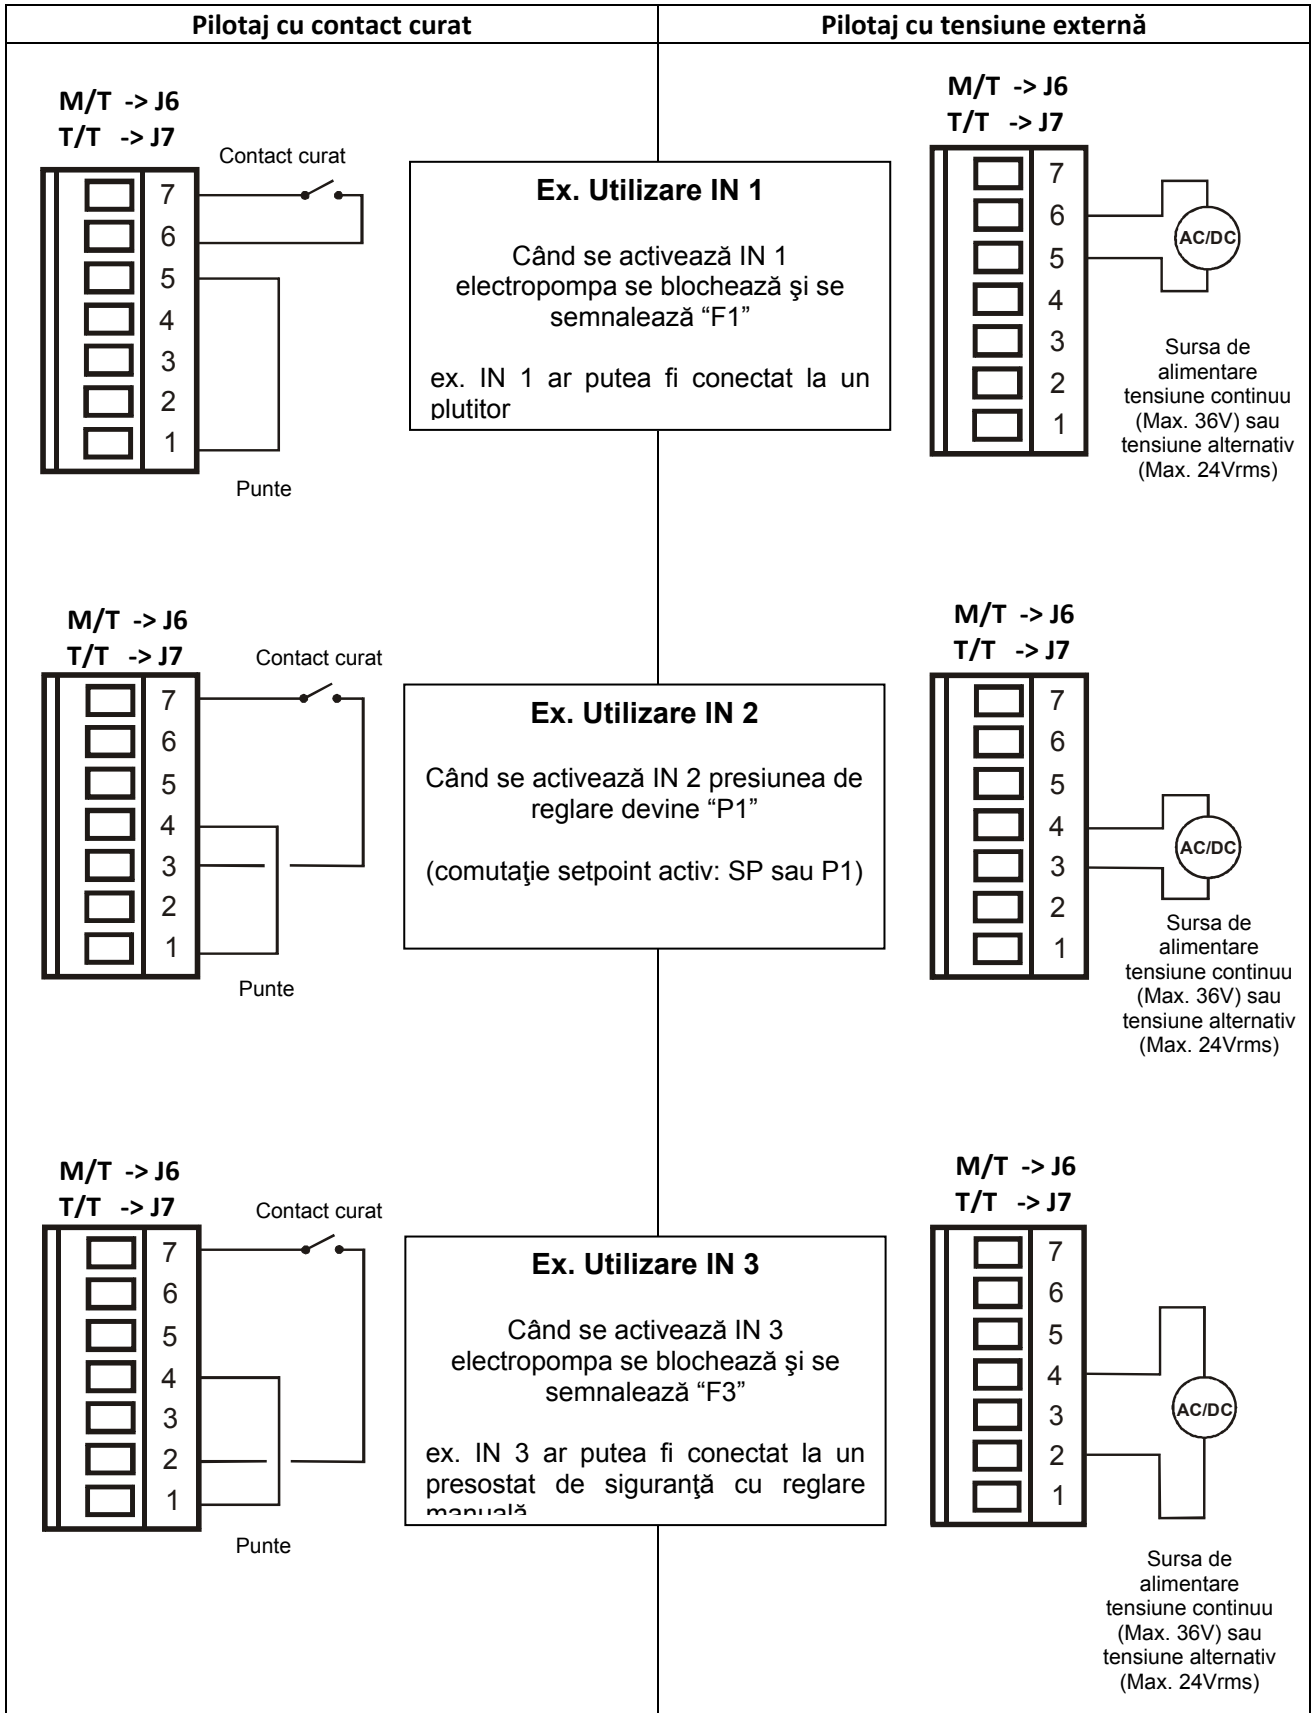 Pilotaj cu contact curat
Pilotaj cu tensiune externă
M/T -> J6
T/T -> J7
Contact curat
7
6
5
4
3
2
1
Punte
Ex. Utilizare IN 1
Când se activează IN 1
electropompa se blochează şi se
semnalează “F1”
ex. IN 1 ar putea fi conectat la un
plutitor
M/T -> J6
T/T -> J7
7
6
5
4
3
2
1
AC/DC
Sursa de
alimentare
tensiune continuu
(Max. 36V) sau
tensiune alternativ
(Max. 24Vrms)
M/T -> J6
T/T -> J7
Contact curat
7
6
5
4
3
2
1
Punte
Ex. Utilizare IN 2
Când se activează IN 2 presiunea de
reglare devine “P1”
(comutaţie setpoint activ: SP sau P1)
M/T -> J6
T/T -> J7
7
6
5
4
3
2
1
AC/DC
Sursa de
alimentare
tensiune continuu
(Max. 36V) sau
tensiune alternativ
(Max. 24Vrms)
M/T -> J6
T/T -> J7
Contact curat
7
6
5
4
3
2
1
Punte
Ex. Utilizare IN 3
Când se activează IN 3
electropompa se blochează şi se
semnalează “F3”
ex. IN 3 ar putea fi conectat la un
presostat de siguranţă cu reglare
manuală
M/T -> J6
T/T -> J7
7
6
5
4
3
2
1
AC/DC
Sursa de
alimentare
tensiune continuu
(Max. 36V) sau
tensiune alternativ
(Max. 24Vrms)